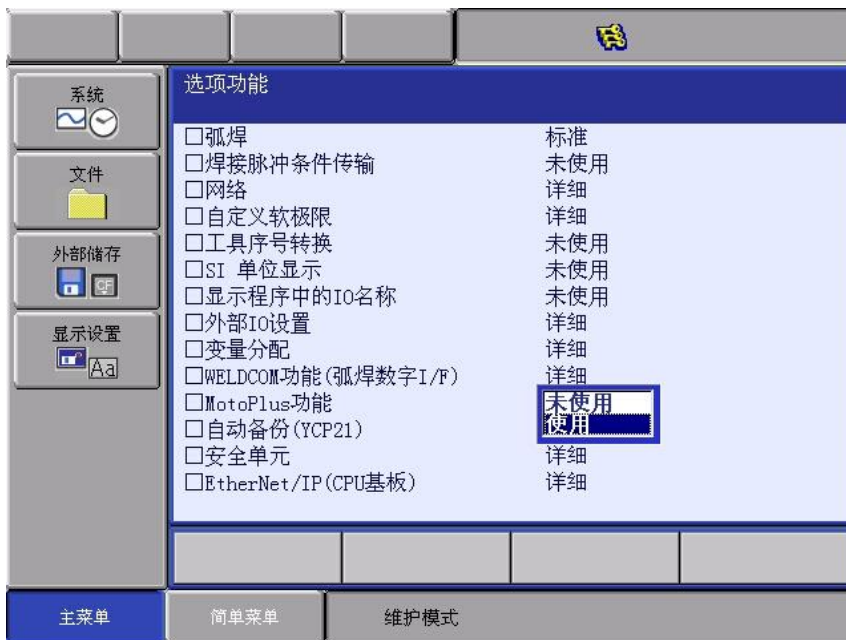 系统
文件
外部储存
CF
显示设置
Aa
选项功能
□弧焊 标准
□焊接脉冲条件传输 未使用
□网络 详细
□自定义软极限 详细
□工具序号转换 未使用
□SI 单位显示 未使用
□显示程序中的IO名称 未使用
□外部IO设置 详细
□变量分配 详细
□WELDCOM功能(弧焊数字I/F) 详细
□MotoPlus功能 未使用
□自动备份(YCP21) 使用
□安全单元 详细
□EtherNet/IP(CPU基板) 详细
主菜单
简单菜单
维护模式